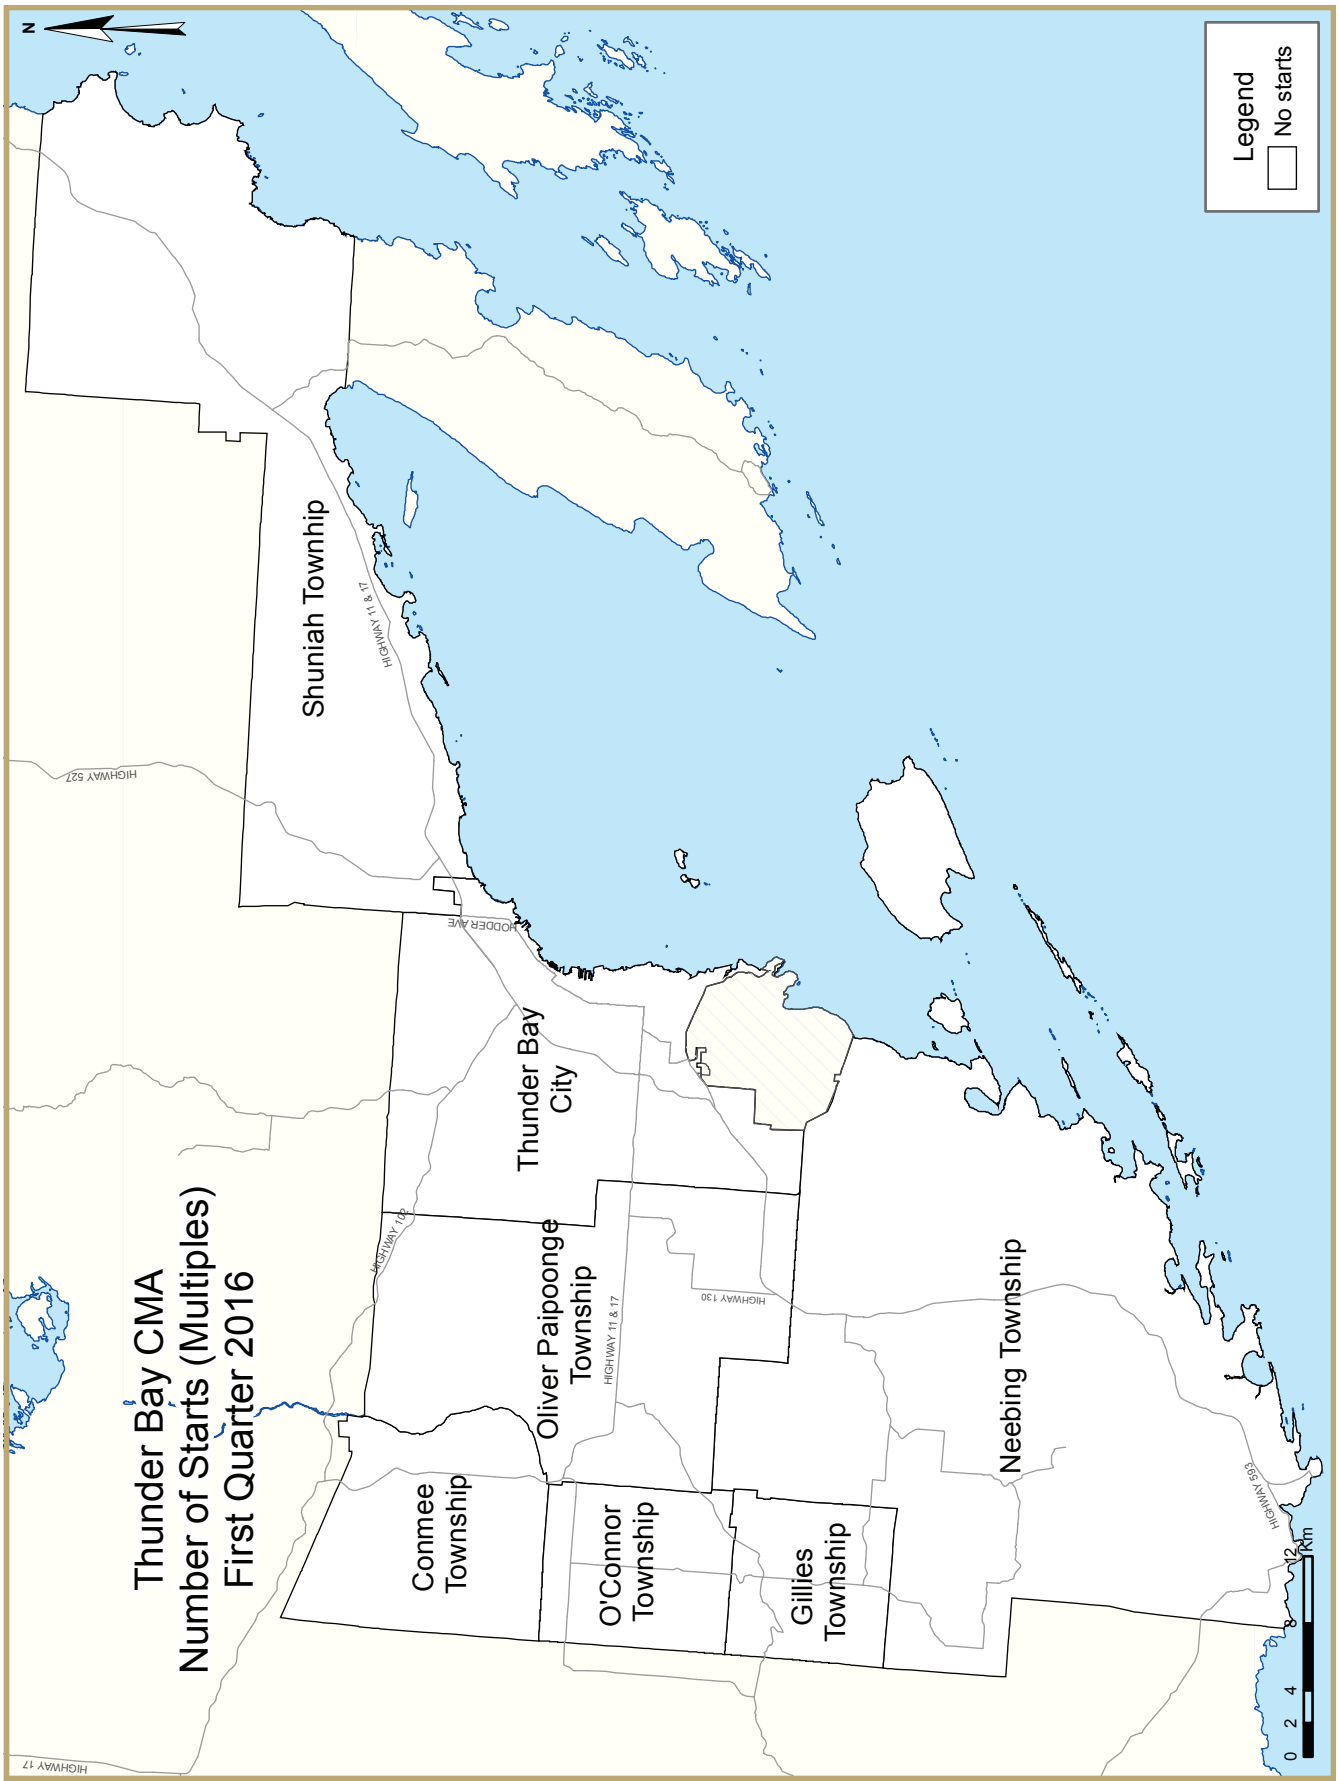 Thunder Bay CMA
Number of Starts (Multiples)
First Quarter 2016
N
HIGHWAY 17
HIGHWAY 527
Shuniah Townhip
HIGHWAY 11 & 17
HODDER AVE
HIGHWAY 102
Thunder Bay
City
Conmee
Township
Oliver Paipoonge
Township
HIGHWAY 11 & 17
O'Connor
Township
HIGHWAY 130
Gillies
Township
Neebing Township
HIGHWAY 593
0 2 4 8 12
Km
Legend
No starts